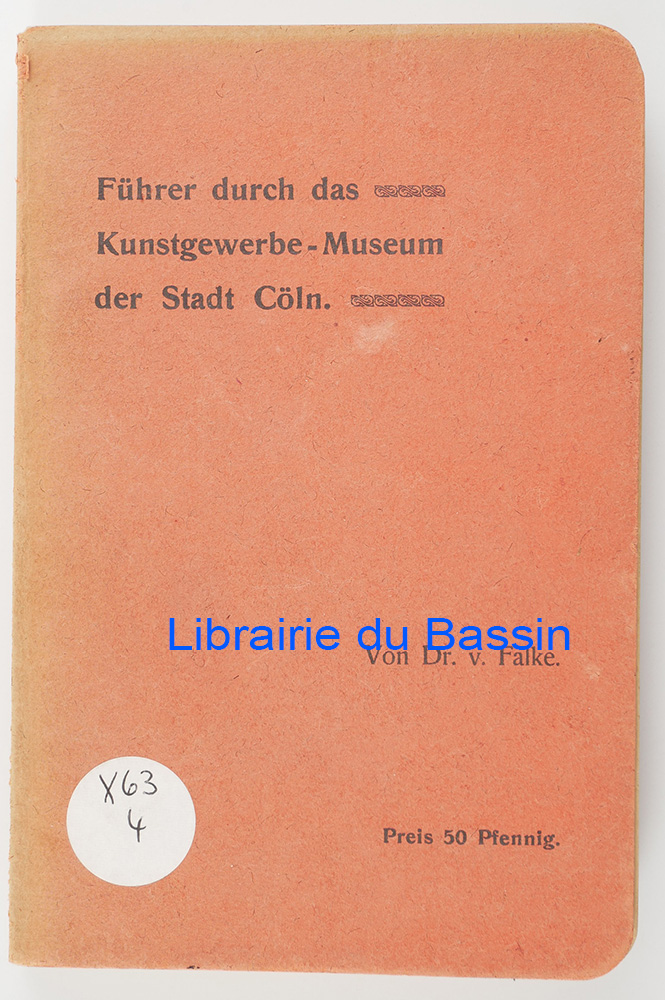 Führer durch das
Kunstgewerbe-Museum
der Stadt Cöln.
Librairie du Bassin
Von Dr. v. Falke.
X63
4
Preis 50 Pfennig.